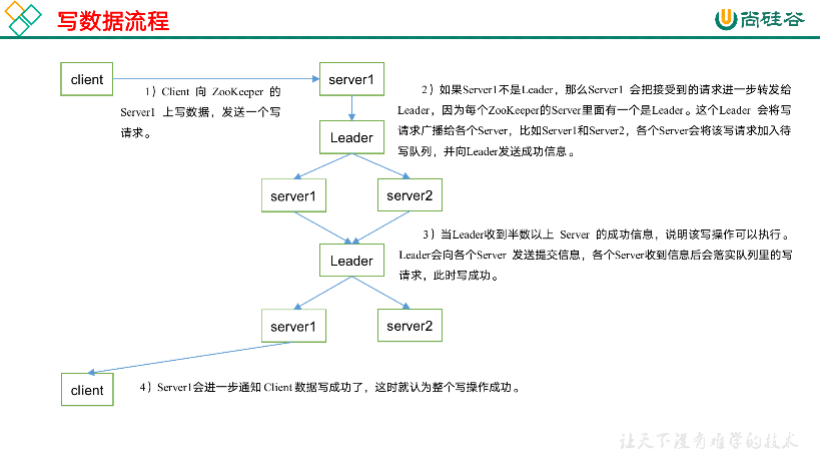 写数据流程
尚硅谷
client
server1
1）Client 向 ZooKeeper 的
Server1 上写数据，发送一个写
请求。
2）如果Server1不是Leader，那么Server1 会把接受到的请求进一步转发给
Leader，因为每个ZooKeeper的Server里面有一个是Leader。这个Leader 会将写
请求广播给各个Server，比如Server1和Server2，各个Server会将该写请求加入待
写队列，并向Leader发送成功信息。
Leader
server1
server2
3）当Leader收到半数以上 Server 的成功信息，说明该写操作可以执行。
Leader会向各个Server 发送提交信息，各个Server收到信息后会落实队列里的写
请求，此时写成功。
Leader
server1
server2
client
4）Server1会进一步通知 Client 数据写成功了，这时就认为整个写操作成功。
让天下没有难学的技术